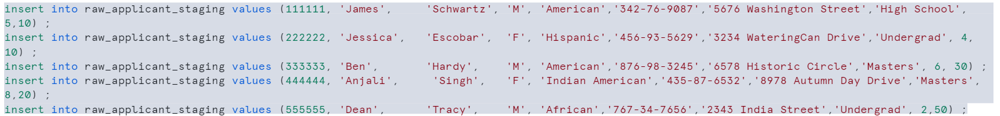 insert into raw_applicant_staging values (111111, 'James', 'Schwartz', 'M', 'American','342-76-9087','5676 Washington Street','High School',
5,10) ;
insert into raw_applicant_staging values (222222, 'Jessica', 'Escobar', 'F', 'Hispanic','456-93-5629','3234 WateringCan Drive','Undergrad', 4,
10) ;
insert into raw_applicant_staging values (333333, 'Ben', 'Hardy', 'M', 'American','876-98-3245','6578 Historic Circle','Masters', 6, 30) ;
insert into raw_applicant_staging values (444444, 'Anjali', 'Singh', 'F', 'Indian American','435-87-6532','8978 Autumn Day Drive','Masters',
8,20) ;
insert into raw_applicant_staging values (555555, 'Dean', 'Tracy', 'M', 'African','767-34-7656','2343 India Street','Undergrad', 2,50) ;